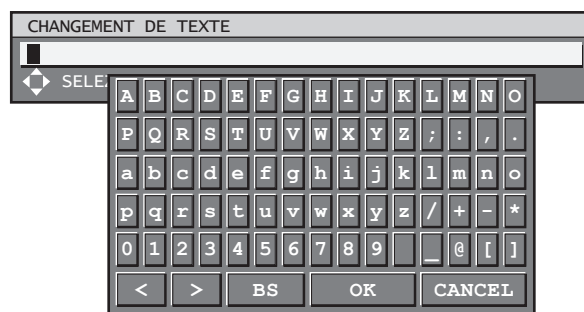 CHANGEMENT DE TEXTE
SELE
A B C D E F G H I J K L M N O
P Q R S T U V W X Y Z ; : , .
a b c d e f g h i j k l m n o
p q r s t u v w x y z / + - *
0 1 2 3 4 5 6 7 8 9 _ @ [ ]
< > BS OK CANCEL